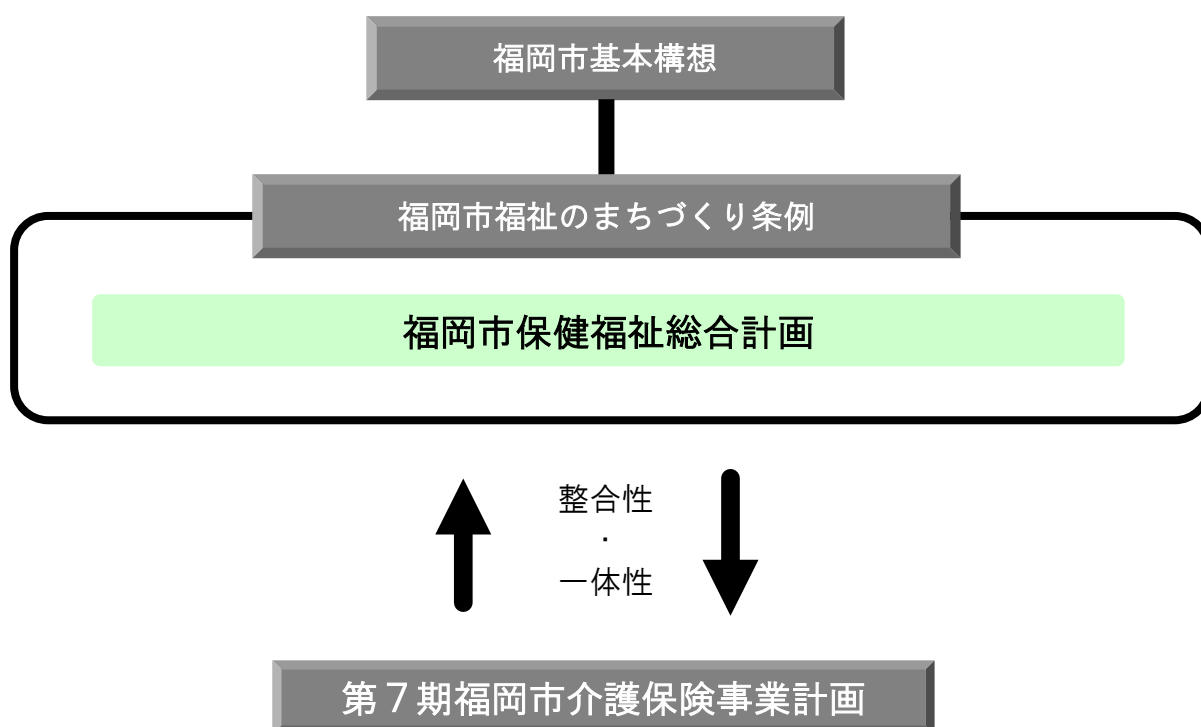 福岡市基本構想
福岡市福祉のまちづくり条例
福岡市保健福祉総合計画
整合性
・
一体性
第７期福岡市介護保険事業計画